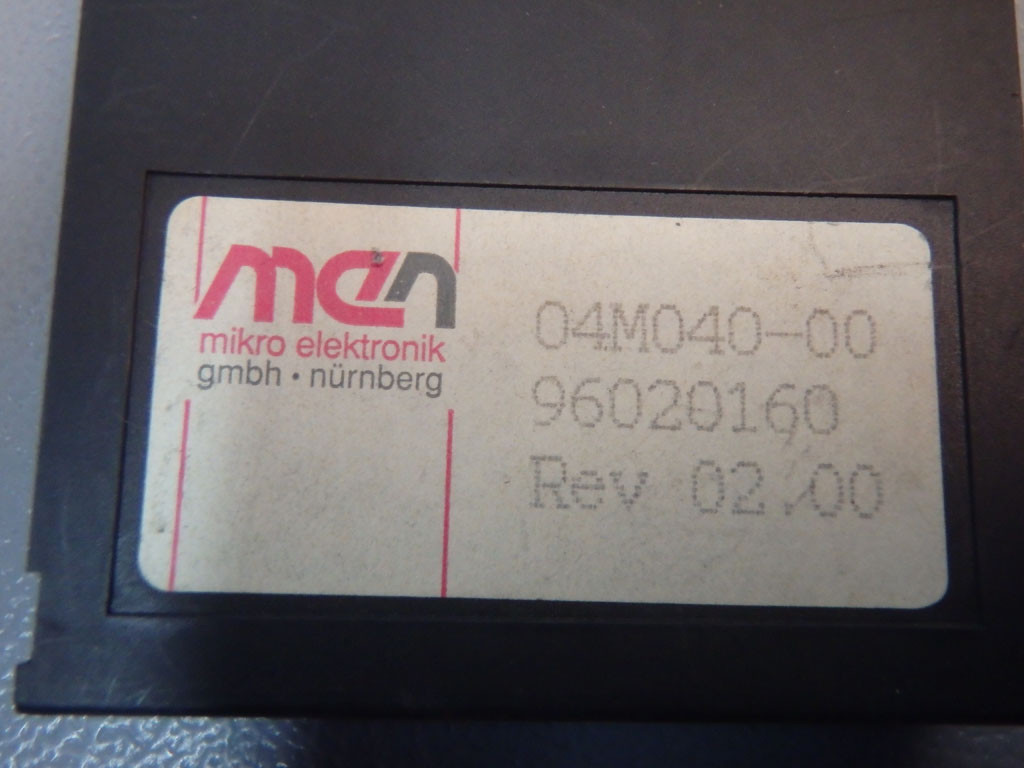 men
mikro elektronik
gmbh · nürnberg
04M040-00
96020160
Rev 02.00